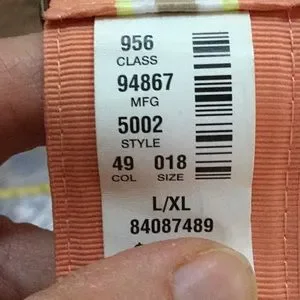 956
CLASS
94867
MFG
5002
STYLE
49 018
COL SIZE
L/XL
84087489